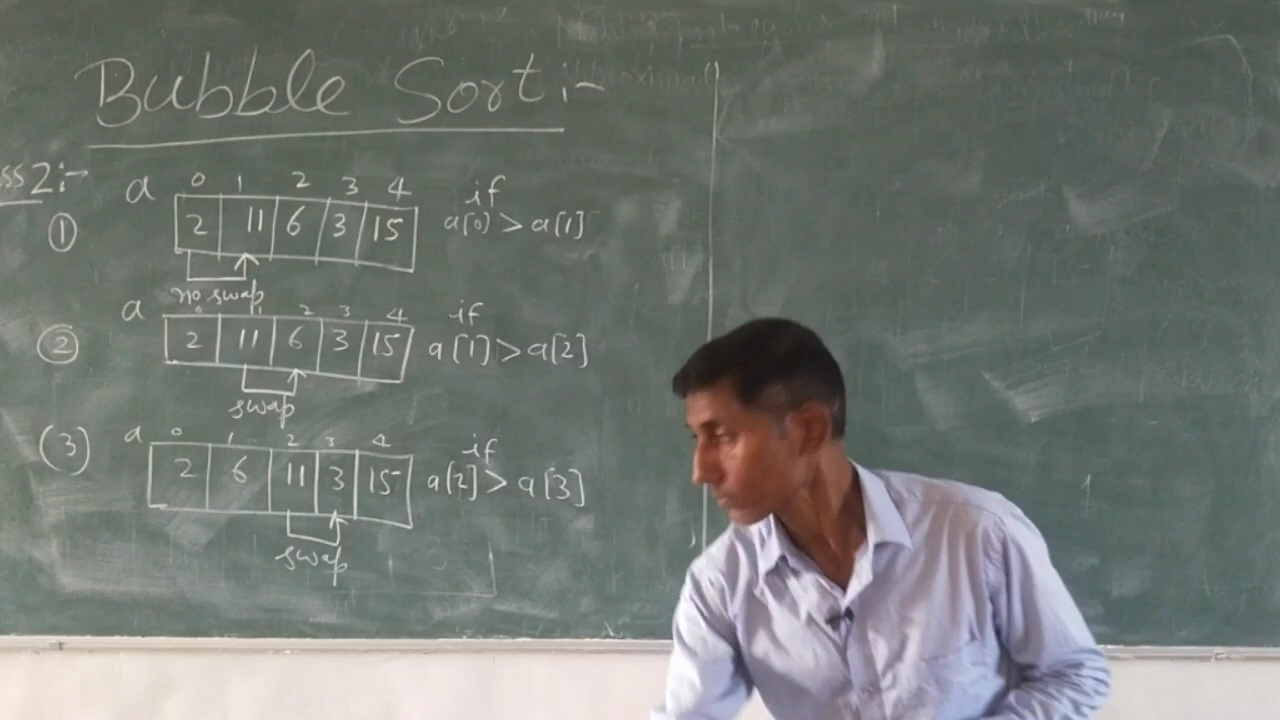 Bubble Sort:-
ss 2:-
a 0 1 2 3 4 if
① 2 11 6 3 15 a[0] > a[1]
no swap
a 0 1 2 3 4 if
② 2 11 6 3 15 a[1] > a[2]
swap
a 0 1 2 3 4 if
(3) 2 6 11 3 15 a[2] > a[3]
swap